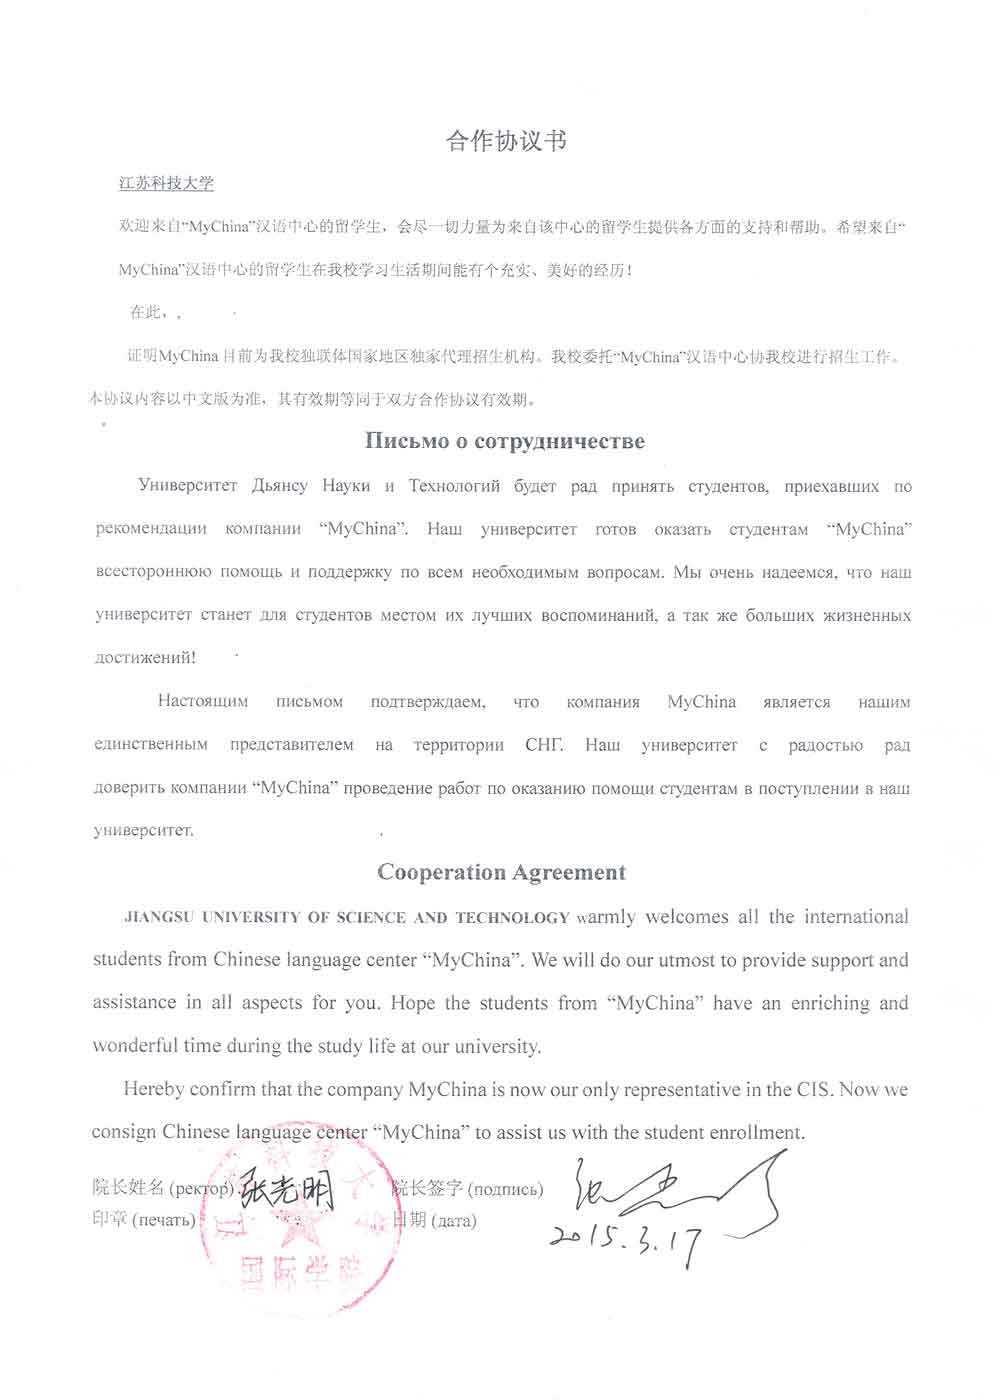 合作协议书
江苏科技大学
欢迎来自“MyChina”汉语中心的留学生，会尽一切力量为来自该中心的留学生提供各方面的支持和帮助。希望来自“
MyChina”汉语中心的留学生在我校学习生活期间能有个充实、美好的经历！
在此，
证明MyChina 目前为我校独联体国家地区独家代理招生机构。我校委托“MyChina”汉语中心协我校进行招生工作。
本协议内容以中文版为准，其有效期等同于双方合作协议有效期。
Письмо о сотрудничестве
Университет Дьянсу Науки и Технологий будет рад принять студентов, приехавших по
рекомендации компании “MyChina”. Наш университет готов оказать студентам “MyChina”
всестороннюю помощь и поддержку по всем необходимым вопросам. Мы очень надеемся, что наш
университет станет для студентов местом их лучших воспоминаний, а так же больших жизненных
достижений!
Настоящим письмом подтверждаем, что компания MyChina является нашим
единственным представителем на территории СНГ. Наш университет с радостью рад
доверить компании “MyChina” проведение работ по оказанию помощи студентам в поступлении в наш
университет.
Cooperation Agreement
JIANGSU UNIVERSITY OF SCIENCE AND TECHNOLOGY warmly welcomes all the international
students from Chinese language center “MyChina”. We will do our utmost to provide support and
assistance in all aspects for you. Hope the students from “MyChina” have an enriching and
wonderful time during the study life at our university.
Hereby confirm that the company MyChina is now our only representative in the CIS. Now we
consign Chinese language center “MyChina” to assist us with the student enrollment.
院长姓名 (ректор) 张光明 院长签字 (подпись)
印章 (печать) 日期 (дата) 2015.3.17